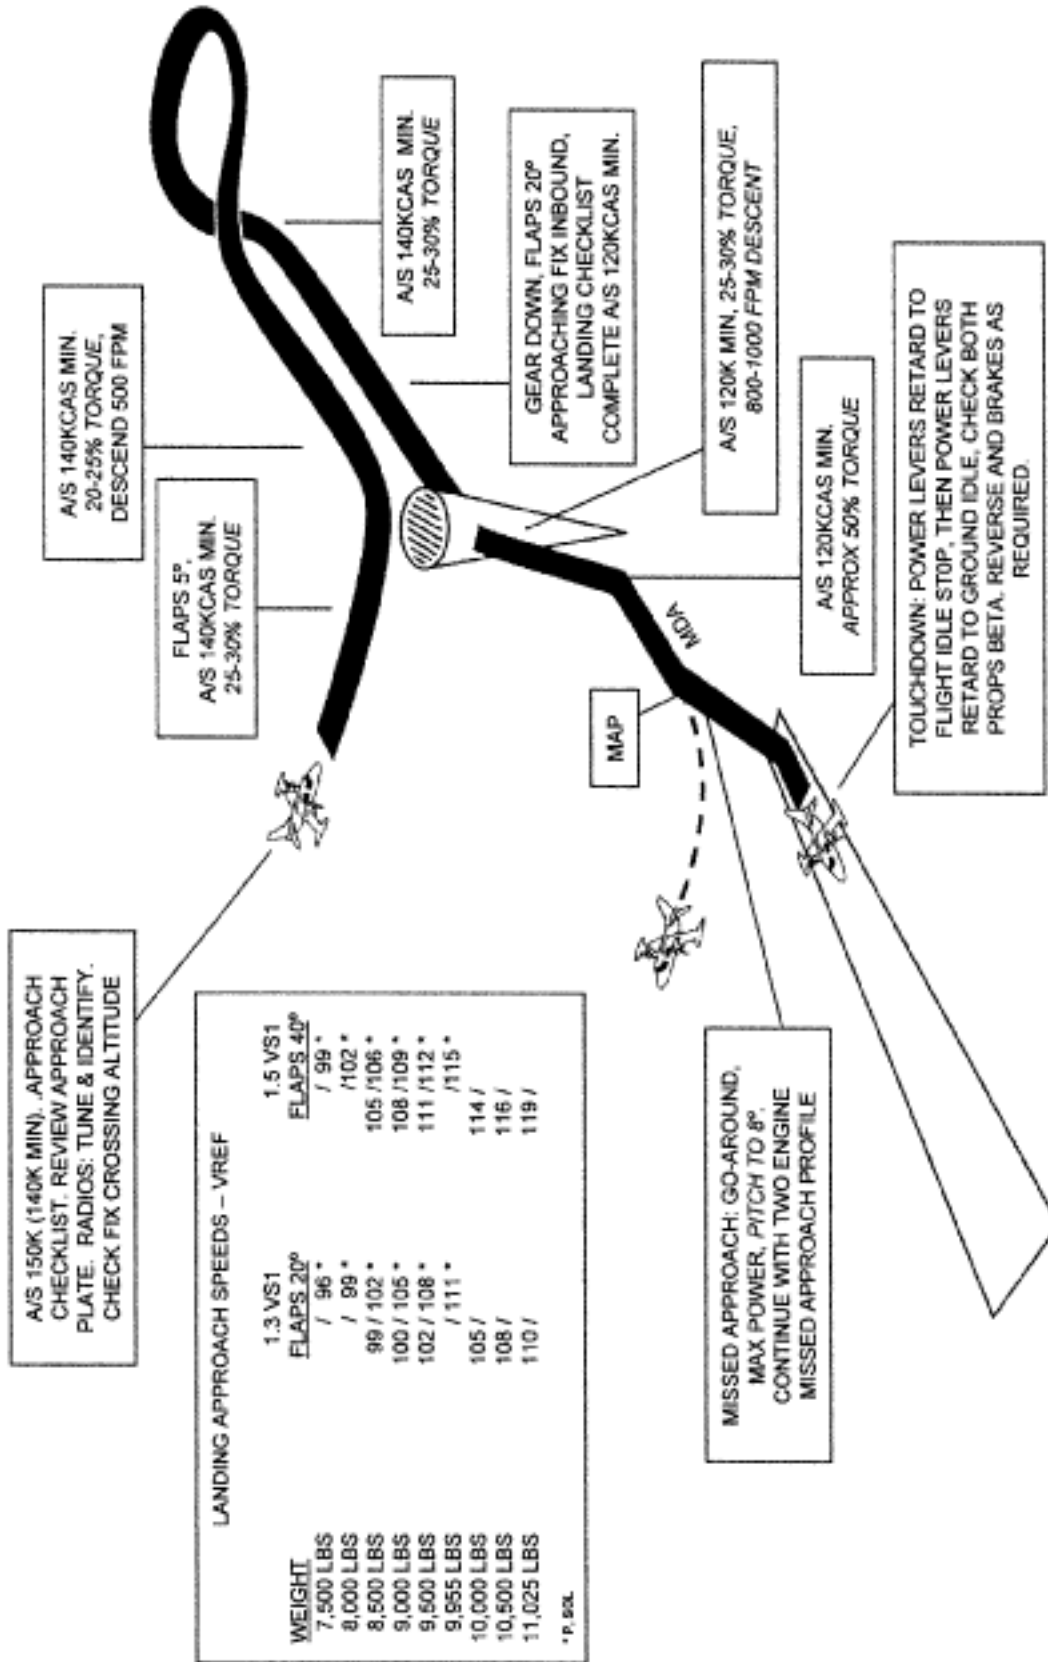 A/S 150K (140K MIN). APPROACH
CHECKLIST. REVIEW APPROACH
PLATE. RADIOS: TUNE & IDENTIFY.
CHECK FIX CROSSING ALTITUDE
FLAPS 5º,
A/S 140KCAS MIN.
25-30% TORQUE
A/S 140KCAS MIN.
20-25% TORQUE,
DESCEND 500 FPM
A/S 140KCAS MIN.
25-30% TORQUE
GEAR DOWN, FLAPS 20º
APPROACHING FIX INBOUND,
LANDING CHECKLIST
COMPLETE A/S 120KCAS MIN.
A/S 120K MIN, 25-30% TORQUE,
800-1000 FPM DESCENT
A/S 120KCAS MIN.
APPROX 50% TORQUE
MDA
MAP
TOUCHDOWN: POWER LEVERS RETARD TO
FLIGHT IDLE STOP, THEN POWER LEVERS
RETARD TO GROUND IDLE, CHECK BOTH
PROPS BETA. REVERSE AND BRAKES AS
REQUIRED.
MISSED APPROACH: GO-AROUND,
MAX POWER, PITCH TO 8º.
CONTINUE WITH TWO ENGINE
MISSED APPROACH PROFILE
LANDING APPROACH SPEEDS – VREF
1.3 VS1 1.5 VS1
WEIGHT FLAPS 20º FLAPS 40º
7,500 LBS / 96 * / 99 *
8,000 LBS / 99 * /102 *
8,500 LBS 99 / 102 * 105 /106 *
9,000 LBS 100 / 105 * 108 /109 *
9,500 LBS 102 / 108 * 111 /112 *
9,955 LBS / 111 * /115 *
10,000 LBS 105 / 114 /
10,500 LBS 108 / 116 /
11,025 LBS 110 / 119 /
* P, 90L